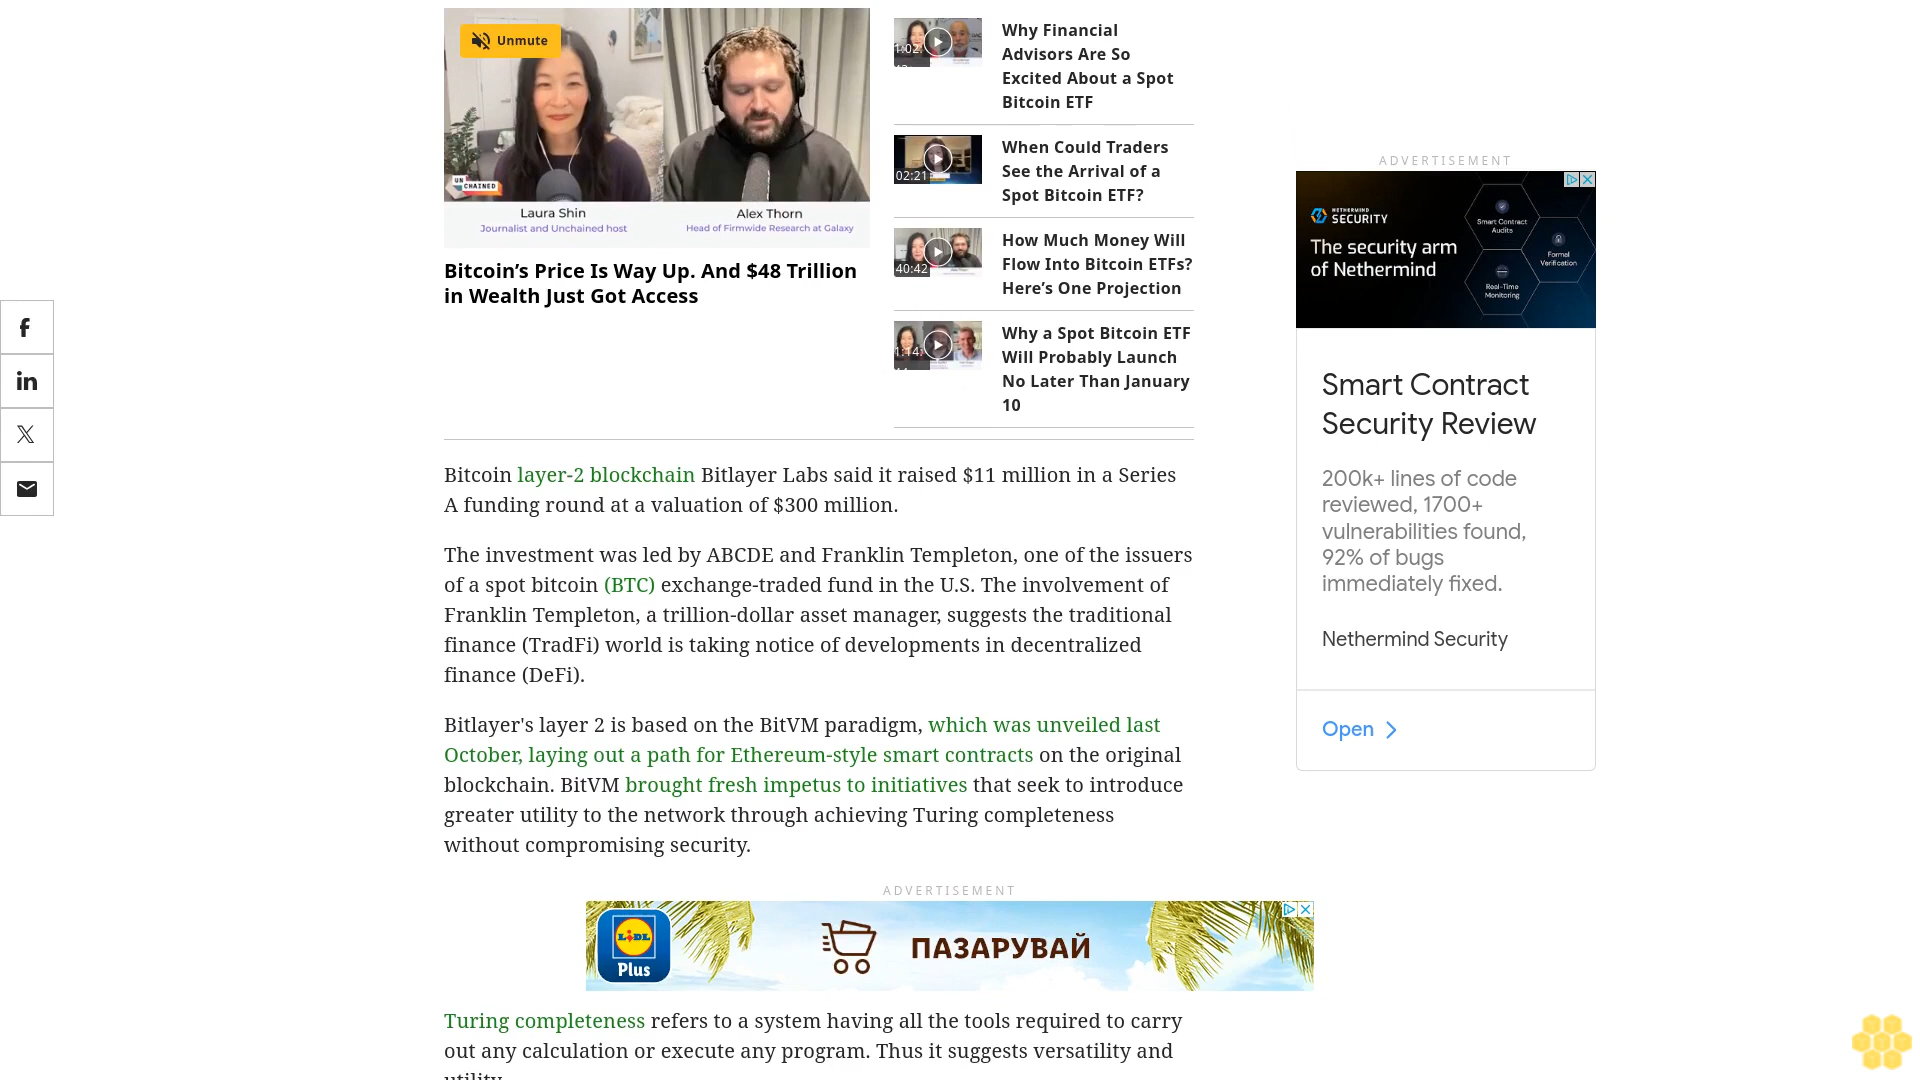 Unmute
UN
CHAINED
Laura Shin
Journalist and Unchained host
Alex Thorn
Head of Firmwide Research at Galaxy
Bitcoin’s Price Is Way Up. And $48 Trillion
in Wealth Just Got Access
Why Financial
Advisors Are So
Excited About a Spot
Bitcoin ETF
02:21
When Could Traders
See the Arrival of a
Spot Bitcoin ETF?
40:42
How Much Money Will
Flow Into Bitcoin ETFs?
Here’s One Projection
Why a Spot Bitcoin ETF
Will Probably Launch
No Later Than January
10
Bitcoin layer-2 blockchain Bitlayer Labs said it raised $11 million in a Series
A funding round at a valuation of $300 million.
The investment was led by ABCDE and Franklin Templeton, one of the issuers
of a spot bitcoin (BTC) exchange-traded fund in the U.S. The involvement of
Franklin Templeton, a trillion-dollar asset manager, suggests the traditional
finance (TradFi) world is taking notice of developments in decentralized
finance (DeFi).
Bitlayer's layer 2 is based on the BitVM paradigm, which was unveiled last
October, laying out a path for Ethereum-style smart contracts on the original
blockchain. BitVM brought fresh impetus to initiatives that seek to introduce
greater utility to the network through achieving Turing completeness
without compromising security.
ADVERTISEMENT
LIDL
Plus
ПАЗАРУВАЙ
Turing completeness refers to a system having all the tools required to carry
out any calculation or execute any program. Thus it suggests versatility and
utility.
ADVERTISEMENT
NETHERMIND
SECURITY
The security arm
of Nethermind
Smart Contract
Audits
Formal
Verification
Real-Time
Monitoring
Smart Contract
Security Review
200k+ lines of code
reviewed, 1700+
vulnerabilities found,
92% of bugs
immediately fixed.
Nethermind Security
Open